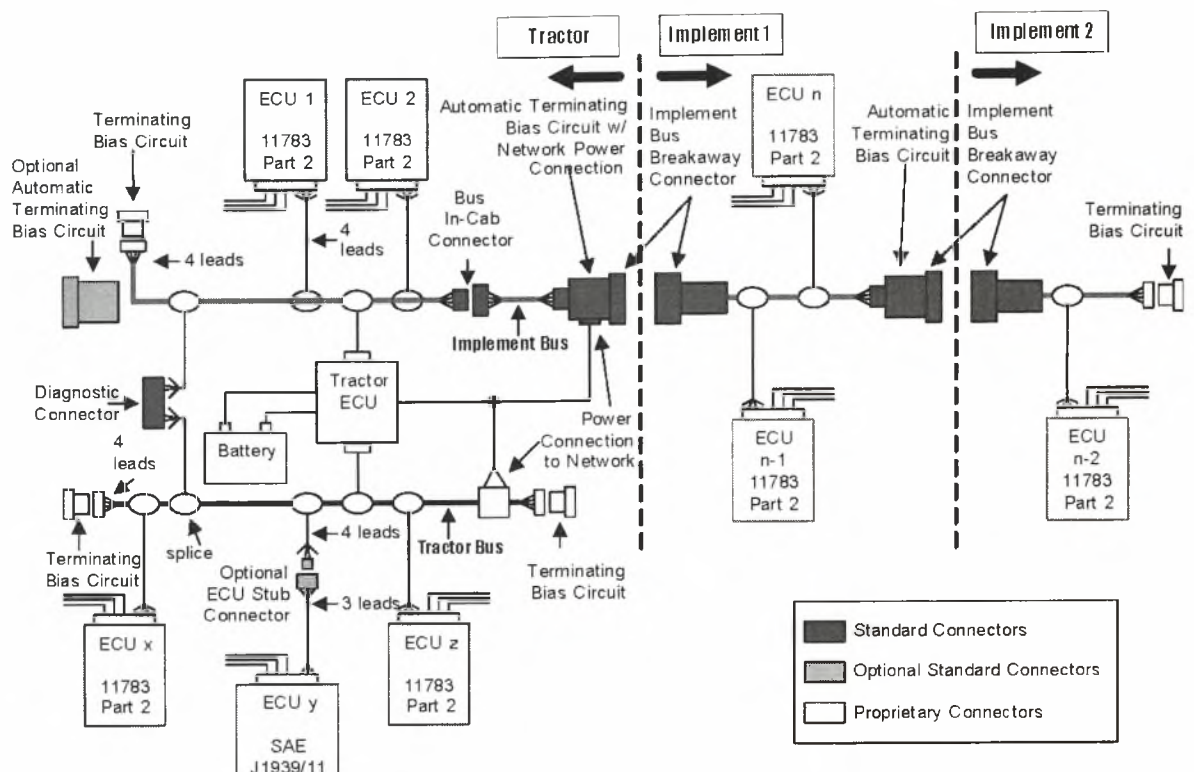 Tractor
Implement 1
Implement 2
Terminating
Bias Circuit
Optional
Automatic
Terminating
Bias Circuit
4 leads
ECU 1
11783
Part 2
ECU 2
11783
Part 2
4
leads
Bus
In-Cab
Connector
Automatic Terminating
Bias Circuit w/
Network Power
Connection
Implement
Bus
Breakaway
Connector
ECU n
11783
Part 2
Automatic
Terminating
Bias Circuit
Implement
Bus
Breakaway
Connector
Terminating
Bias Circuit
Implement Bus
Diagnostic
Connector
Tractor
ECU
Battery
Power
Connection
to Network
4
leads
ECU
n-1
11783
Part 2
ECU
n-2
11783
Part 2
Terminating
Bias Circuit
splice
4 leads
Tractor Bus
Optional
ECU Stub
Connector
3 leads
Terminating
Bias Circuit
ECU x
11783
Part 2
ECU y
SAE
J1939/11
ECU z
11783
Part 2
Standard Connectors
Optional Standard Connectors
Proprietary Connectors